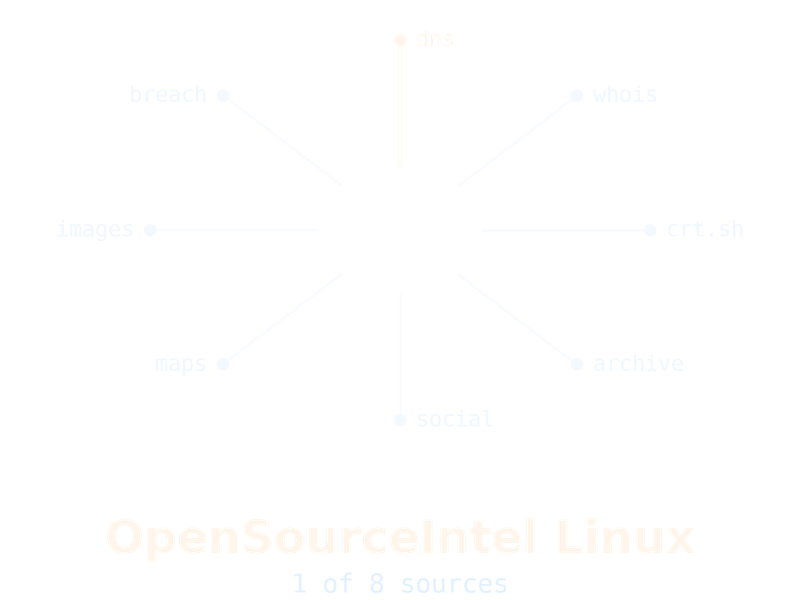 dns
breach
whois
images
crt.sh
maps
archive
social
OpenSourceIntel Linux
1 of 8 sources